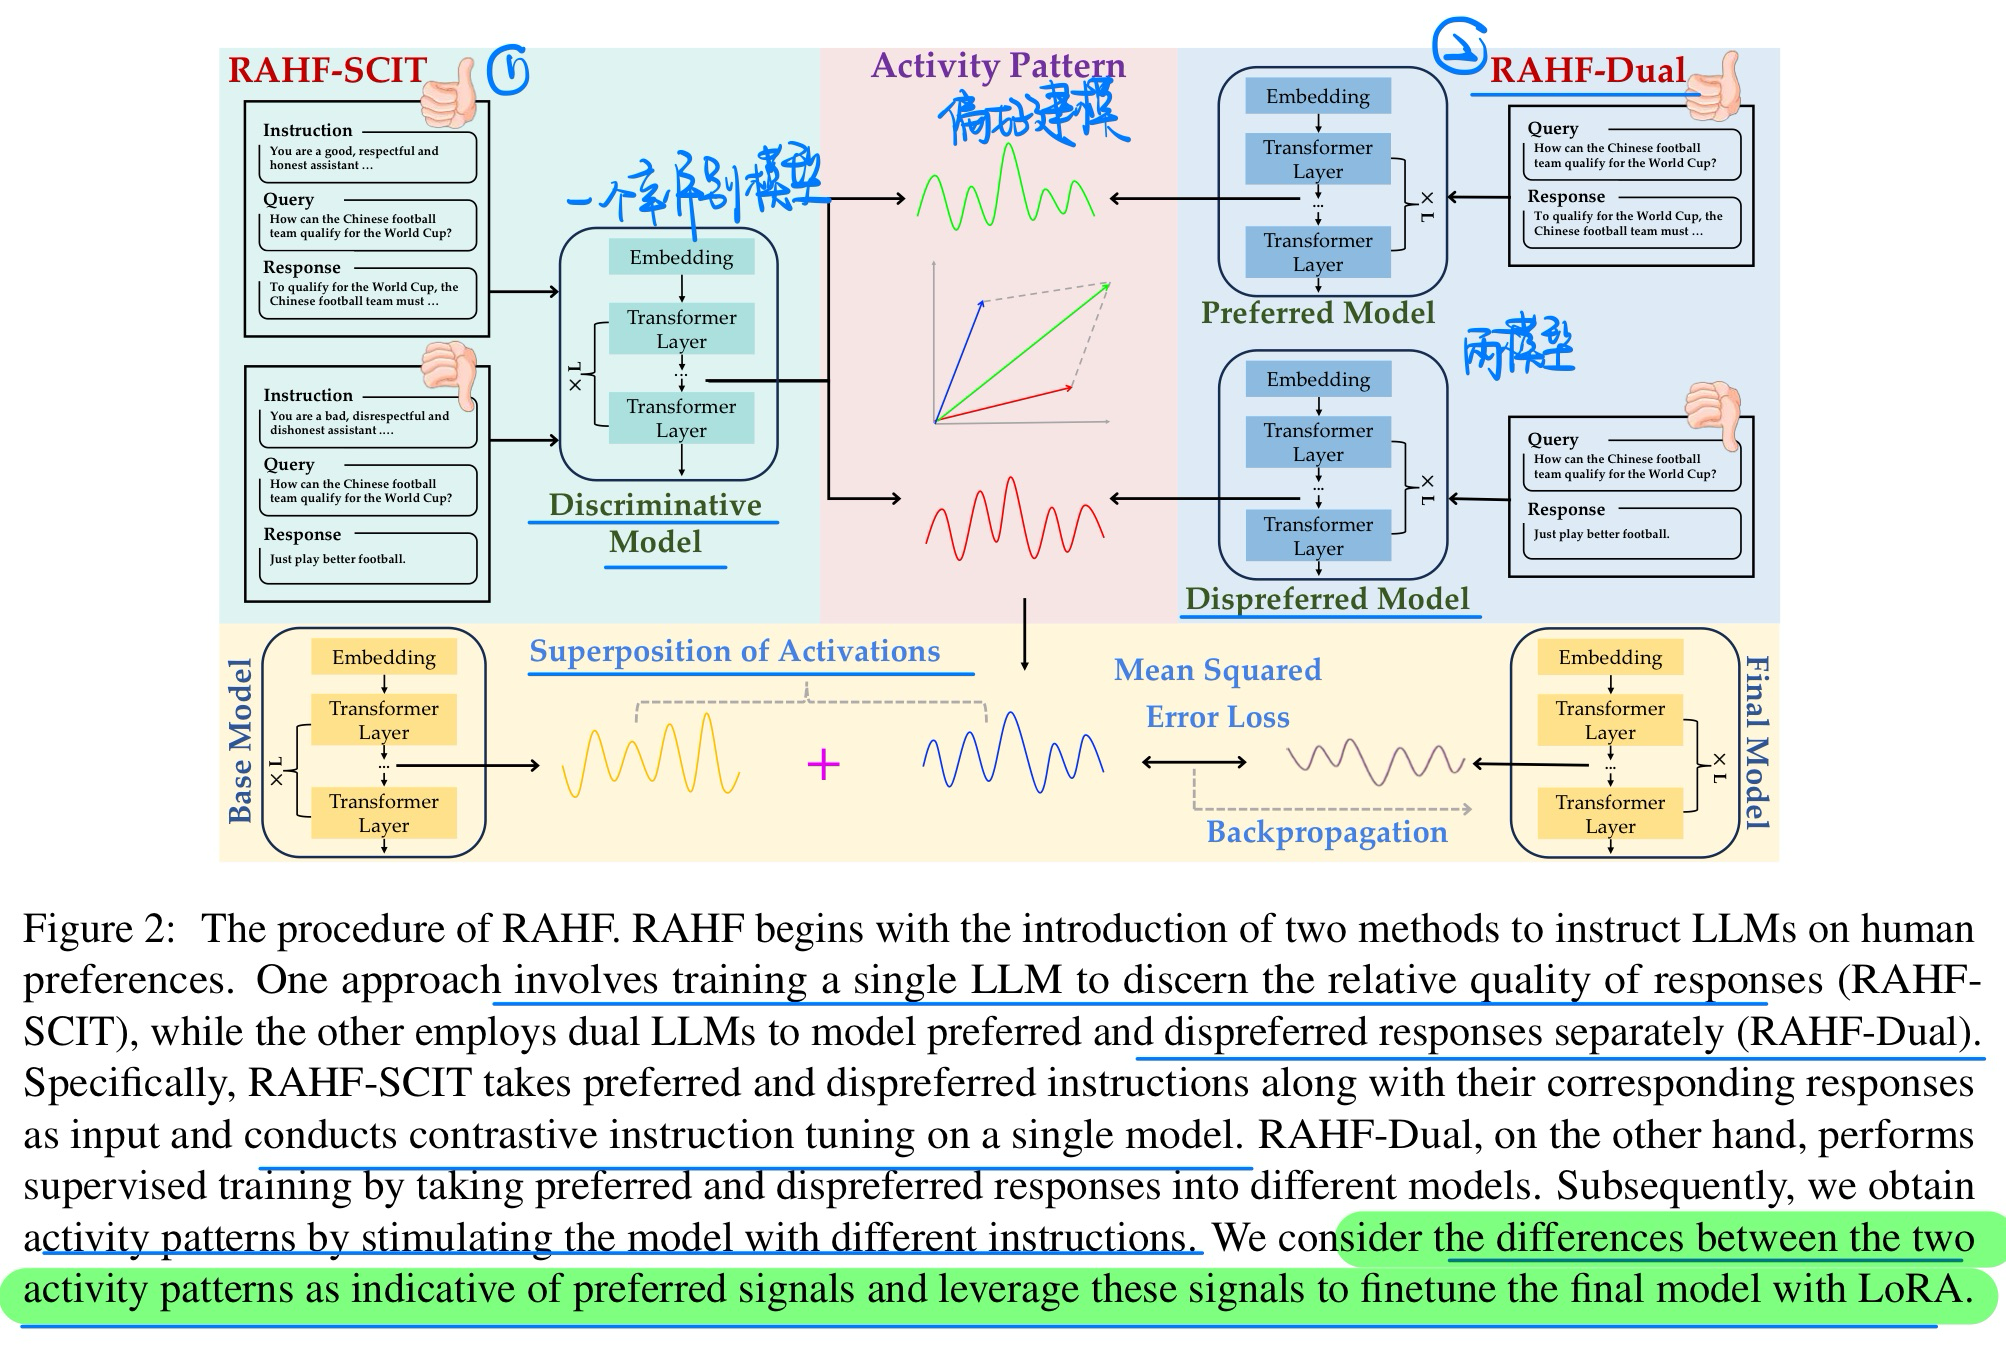 RAHF-SCIT
①
Instruction
You are a good, respectful and
honest assistant ...
Query
How can the Chinese football
team qualify for the World Cup?
Response
To qualify for the World Cup, the
Chinese football team must ...
Instruction
You are a bad, disrespectful and
dishonest assistant ....
Query
How can the Chinese football
team qualify for the World Cup?
Response
Just play better football.
一个
别模型
Embedding
Transformer
Layer
...
Transformer
Layer
× L
Discriminative
Model
Activity Pattern
偏好建模
②
RAHF-Dual
Embedding
Transformer
Layer
...
Transformer
Layer
× L
Preferred Model
Query
How can the Chinese football
team qualify for the World Cup?
Response
To qualify for the World Cup, the
Chinese football team must ...
两模型
Embedding
Transformer
Layer
...
Transformer
Layer
× L
Dispreferred Model
Query
How can the Chinese football
team qualify for the World Cup?
Response
Just play better football.
Base Model
Embedding
Transformer
Layer
...
Transformer
Layer
× L
Superposition of Activations
+
Mean Squared
Error Loss
Backpropagation
Embedding
Transformer
Layer
...
Transformer
Layer
× L
Final Model
Figure 2: The procedure of RAHF. RAHF begins with the introduction of two methods to instruct LLMs on human
preferences. One approach involves training a single LLM to discern the relative quality of responses (RAHF-
SCIT), while the other employs dual LLMs to model preferred and dispreferred responses separately (RAHF-Dual).
Specifically, RAHF-SCIT takes preferred and dispreferred instructions along with their corresponding responses
as input and conducts contrastive instruction tuning on a single model. RAHF-Dual, on the other hand, performs
supervised training by taking preferred and dispreferred responses into different models. Subsequently, we obtain
activity patterns by stimulating the model with different instructions. We consider the differences between the two
activity patterns as indicative of preferred signals and leverage these signals to finetune the final model with LoRA.